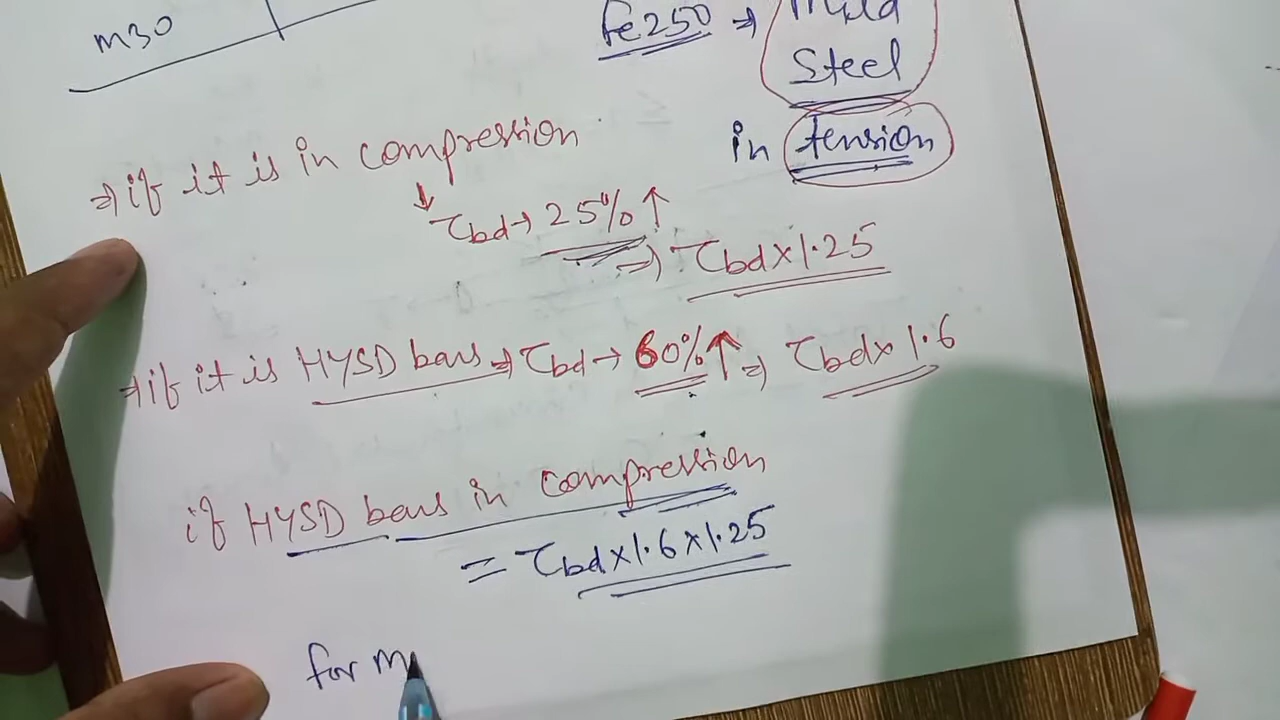 m30
Fe250 ⇒ Mild
Steel
in tension
⇒ if it is in compression
↓
τbd → 25% ↑
⇒ τbd x 1.25
⇒ if it is HYSD bars ⇒ τbd → 60% ↑ ⇒ τbd x 1.6
if HYSD bars in compression
= τbd x 1.6 x 1.25
for m